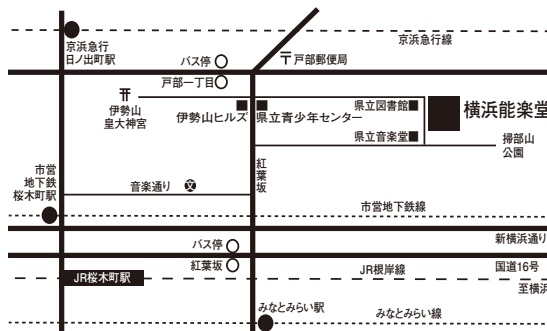 京浜急行線
京浜急行
日ノ出町駅
バス停
〒戸部郵便局
戸部一丁目
伊勢山
皇大神宮
伊勢山ヒルズ
県立青少年センター
県立図書館
横浜能楽堂
県立音楽堂
掃部山
公園
紅葉坂
市営
地下鉄
桜木町駅
音楽通り
文
市営地下鉄線
新横浜通り
バス停
紅葉坂
JR根岸線
国道16号
JR桜木町駅
至横浜
みなとみらい駅
みなとみらい線